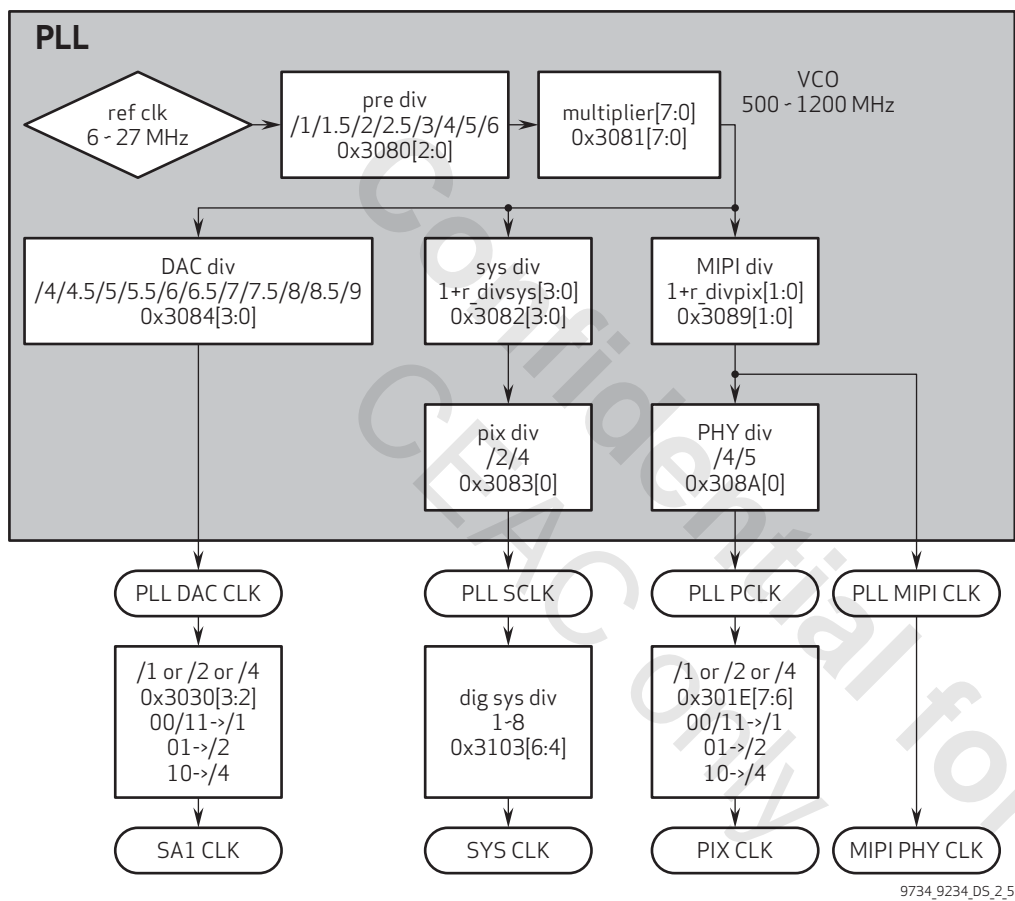 PLL
ref clk
6 - 27 MHz
pre div
/1/1.5/2/2.5/3/4/5/6
0x3080[2:0]
multiplier[7:0]
0x3081[7:0]
VCO
500 - 1200 MHz
DAC div
/4/4.5/5/5.5/6/6.5/7/7.5/8/8.5/9
0x3084[3:0]
sys div
1+r_divsys[3:0]
0x3082[3:0]
MIPI div
1+r_divpix[1:0]
0x3089[1:0]
pix div
/2/4
0x3083[0]
PHY div
/4/5
0x308A[0]
PLL DAC CLK
PLL SCLK
PLL PCLK
PLL MIPI CLK
/1 or /2 or /4
0x3030[3:2]
00/11->/1
01->/2
10->/4
dig sys div
1-8
0x3103[6:4]
/1 or /2 or /4
0x301E[7:6]
00/11->/1
01->/2
10->/4
SA1 CLK
SYS CLK
PIX CLK
MIPI PHY CLK
9734_9234_DS_2_5
Confidential for
CEAC only